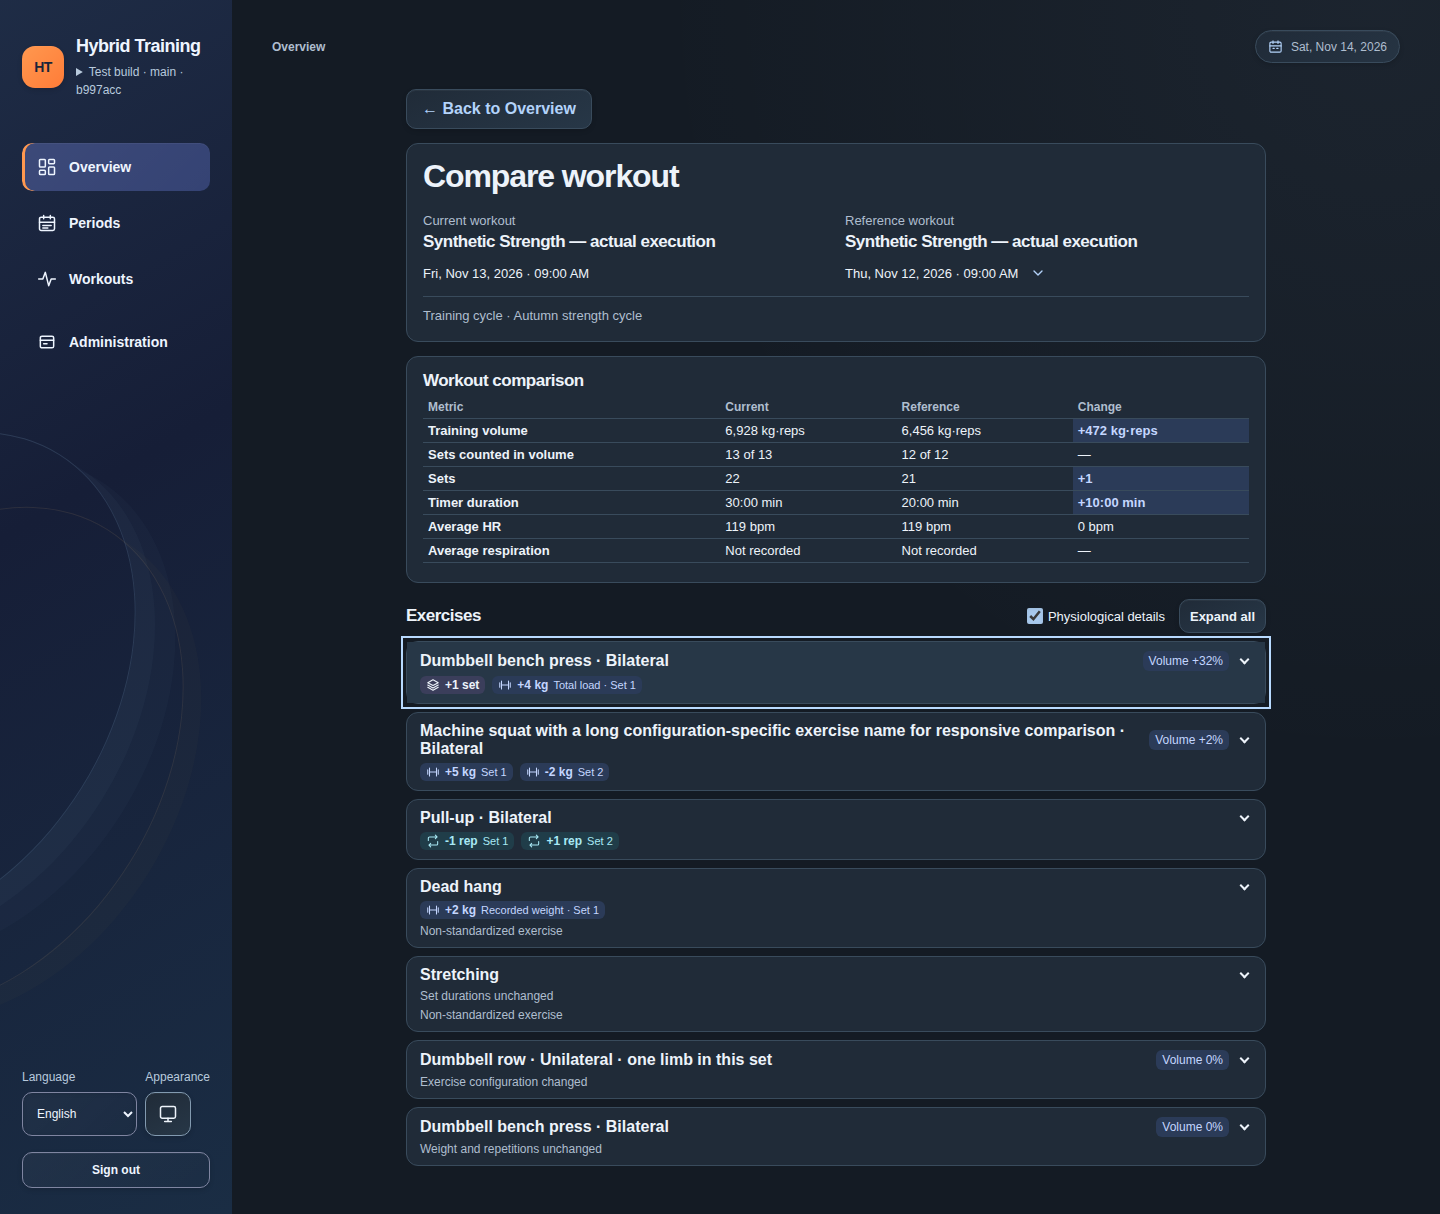 HT
Hybrid Training
▶ Test build · main ·
b997acc
Overview
Periods
Workouts
Administration
Language
Appearance
English
Sign out
Overview
Sat, Nov 14, 2026
← Back to Overview
Compare workout
Current workout
Reference workout
Synthetic Strength — actual execution
Synthetic Strength — actual execution
Fri, Nov 13, 2026 · 09:00 AM
Thu, Nov 12, 2026 · 09:00 AM
Training cycle · Autumn strength cycle
Workout comparison
Metric Current Reference Change
Training volume 6,928 kg·reps 6,456 kg·reps +472 kg·reps
Sets counted in volume 13 of 13 12 of 12 —
Sets 22 21 +1
Timer duration 30:00 min 20:00 min +10:00 min
Average HR 119 bpm 119 bpm 0 bpm
Average respiration Not recorded Not recorded —
Exercises
Physiological details
Expand all
Dumbbell bench press · Bilateral
Volume +32%
+1 set +4 kg Total load · Set 1
Machine squat with a long configuration-specific exercise name for responsive comparison ·
Bilateral
Volume +2%
+5 kg Set 1 -2 kg Set 2
Pull-up · Bilateral
-1 rep Set 1 +1 rep Set 2
Dead hang
+2 kg Recorded weight · Set 1
Non-standardized exercise
Stretching
Set durations unchanged
Non-standardized exercise
Dumbbell row · Unilateral · one limb in this set
Volume 0%
Exercise configuration changed
Dumbbell bench press · Bilateral
Volume 0%
Weight and repetitions unchanged